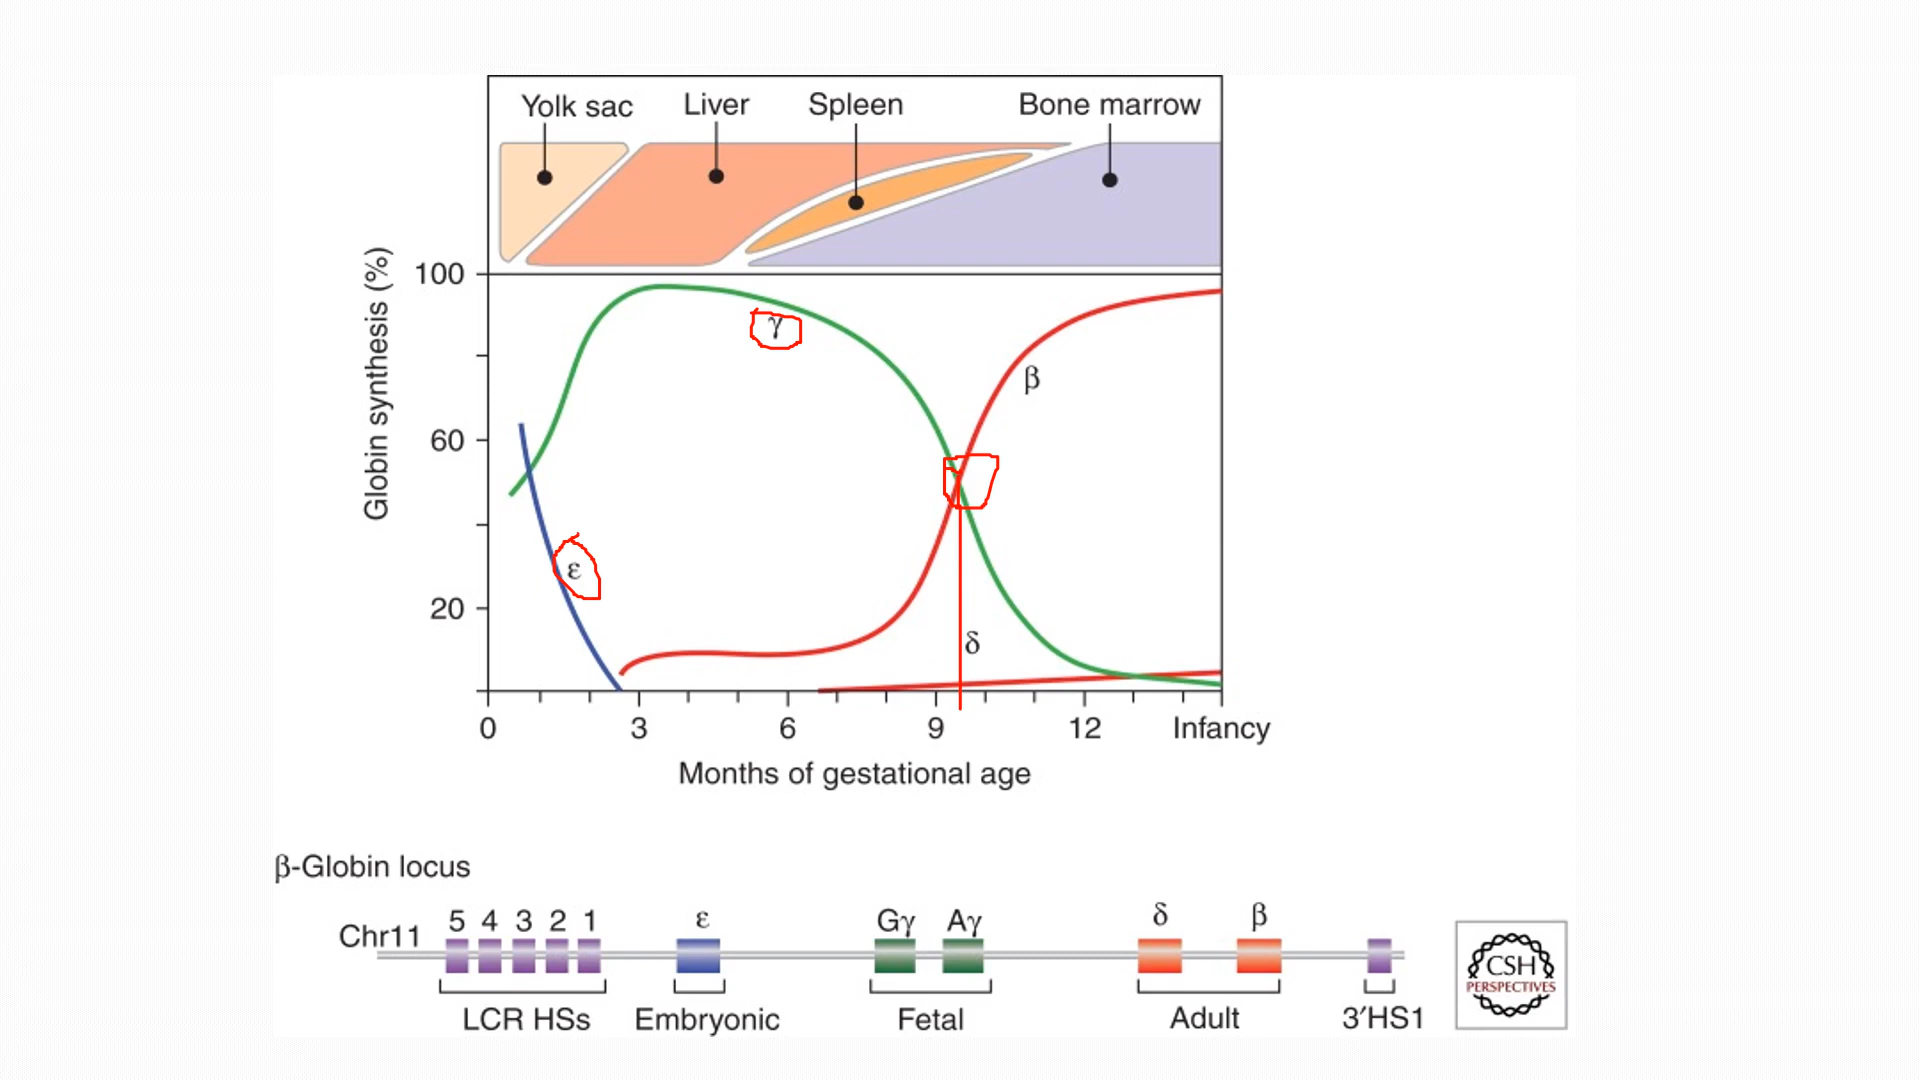 Yolk sac Liver Spleen Bone marrow
Globin synthesis (%)
100
60
20
γ
β
ε
δ
0 3 6 9 12 Infancy
Months of gestational age
β-Globin locus
5 4 3 2 1 ε Gγ Aγ δ β
Chr11
LCR HSs Embryonic Fetal Adult 3′HS1
CSH
PERSPECTIVES